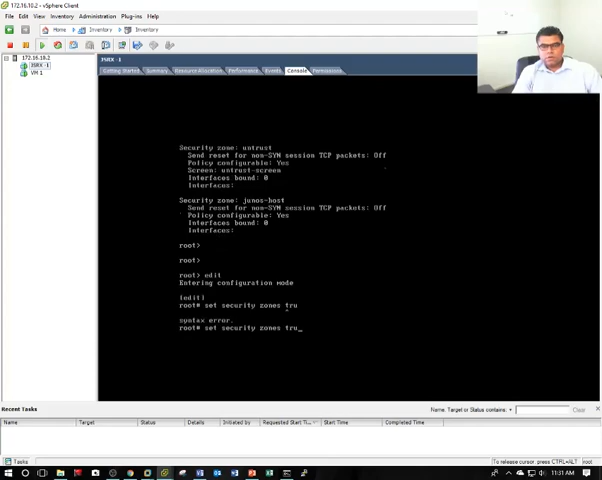 172.16.10.2 - vSphere Client
File Edit View Inventory Administration Plug-ins Help
Home Inventory Inventory
172.16.10.2
JSRX-1
VM 1
JSRX-1
Getting Started Summary Resource Allocation Performance Events Console Permissions
Security zone: untrust
Send reset for non-SYN session TCP packets: Off
Policy configurable: Yes
Screen: untrust-screen
Interfaces bound: 0
Interfaces:
Security zone: junos-host
Send reset for non-SYN session TCP packets: Off
Policy configurable: Yes
Interfaces bound: 0
Interfaces:
root>
root>
root> edit
Entering configuration mode
[edit]
root# set security zones tru
^
syntax error.
root# set security zones tru_
Recent Tasks
Name, Target or Status contains: Clear
Name Target Status Details Initiated by Requested Start Ti... Start Time Completed Time
Tasks
To release cursor, press CTRL+ALT
11:31 AM